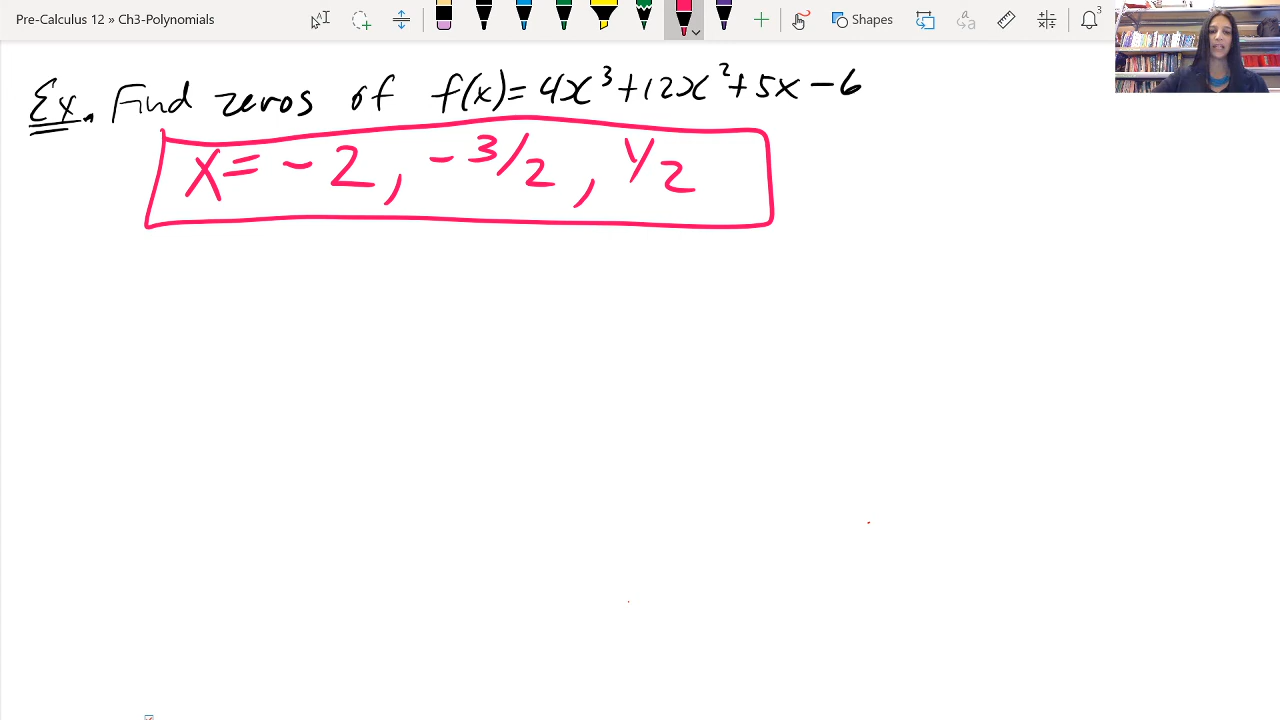 Pre-Calculus 12 » Ch3-Polynomials
Shapes
3
Ex. Find zeros of f(x)= 4x³+12x²+5x-6
x= -2, -3/2, 1/2